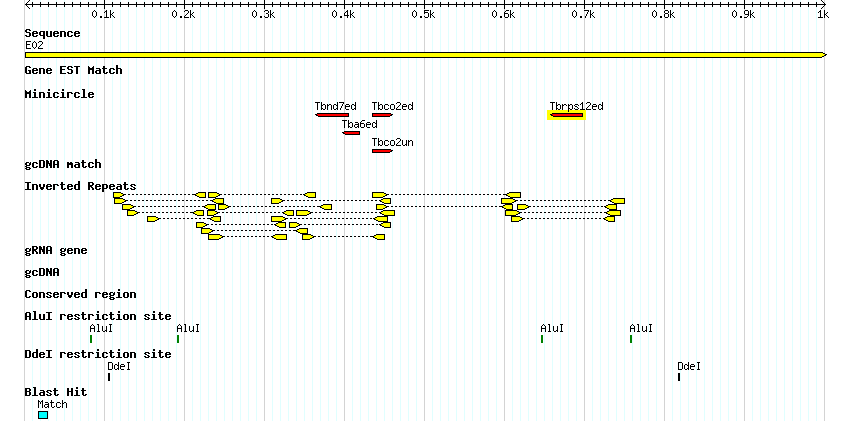 0.1k 0.2k 0.3k 0.4k 0.5k 0.6k 0.7k 0.8k 0.9k 1k
Sequence
E02
Gene EST Match
Minicircle
Tbnd7ed Tbco2ed Tbrps12ed
Tba6ed
Tbco2un
gcDNA match
Inverted Repeats
gRNA gene
gcDNA
Conserved region
AluI restriction site
AluI AluI AluI AluI
DdeI restriction site
DdeI DdeI
Blast Hit
Match